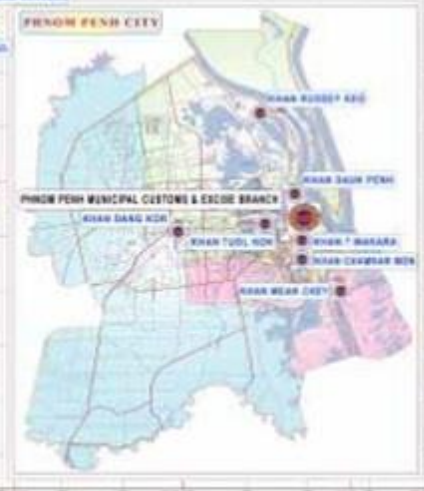 PHNOM PENH CITY
KHAN RUSSEY KEO
KHAN DAUN PENH
PHNOM PENH MUNICIPAL CUSTOMS & EXCISE BRANCH
KHAN DANG KOR
KHAN TUOL KOK
KHAN 7 MAKARA
KHAN CHAMKAR MON
KHAN MEAN CHEY